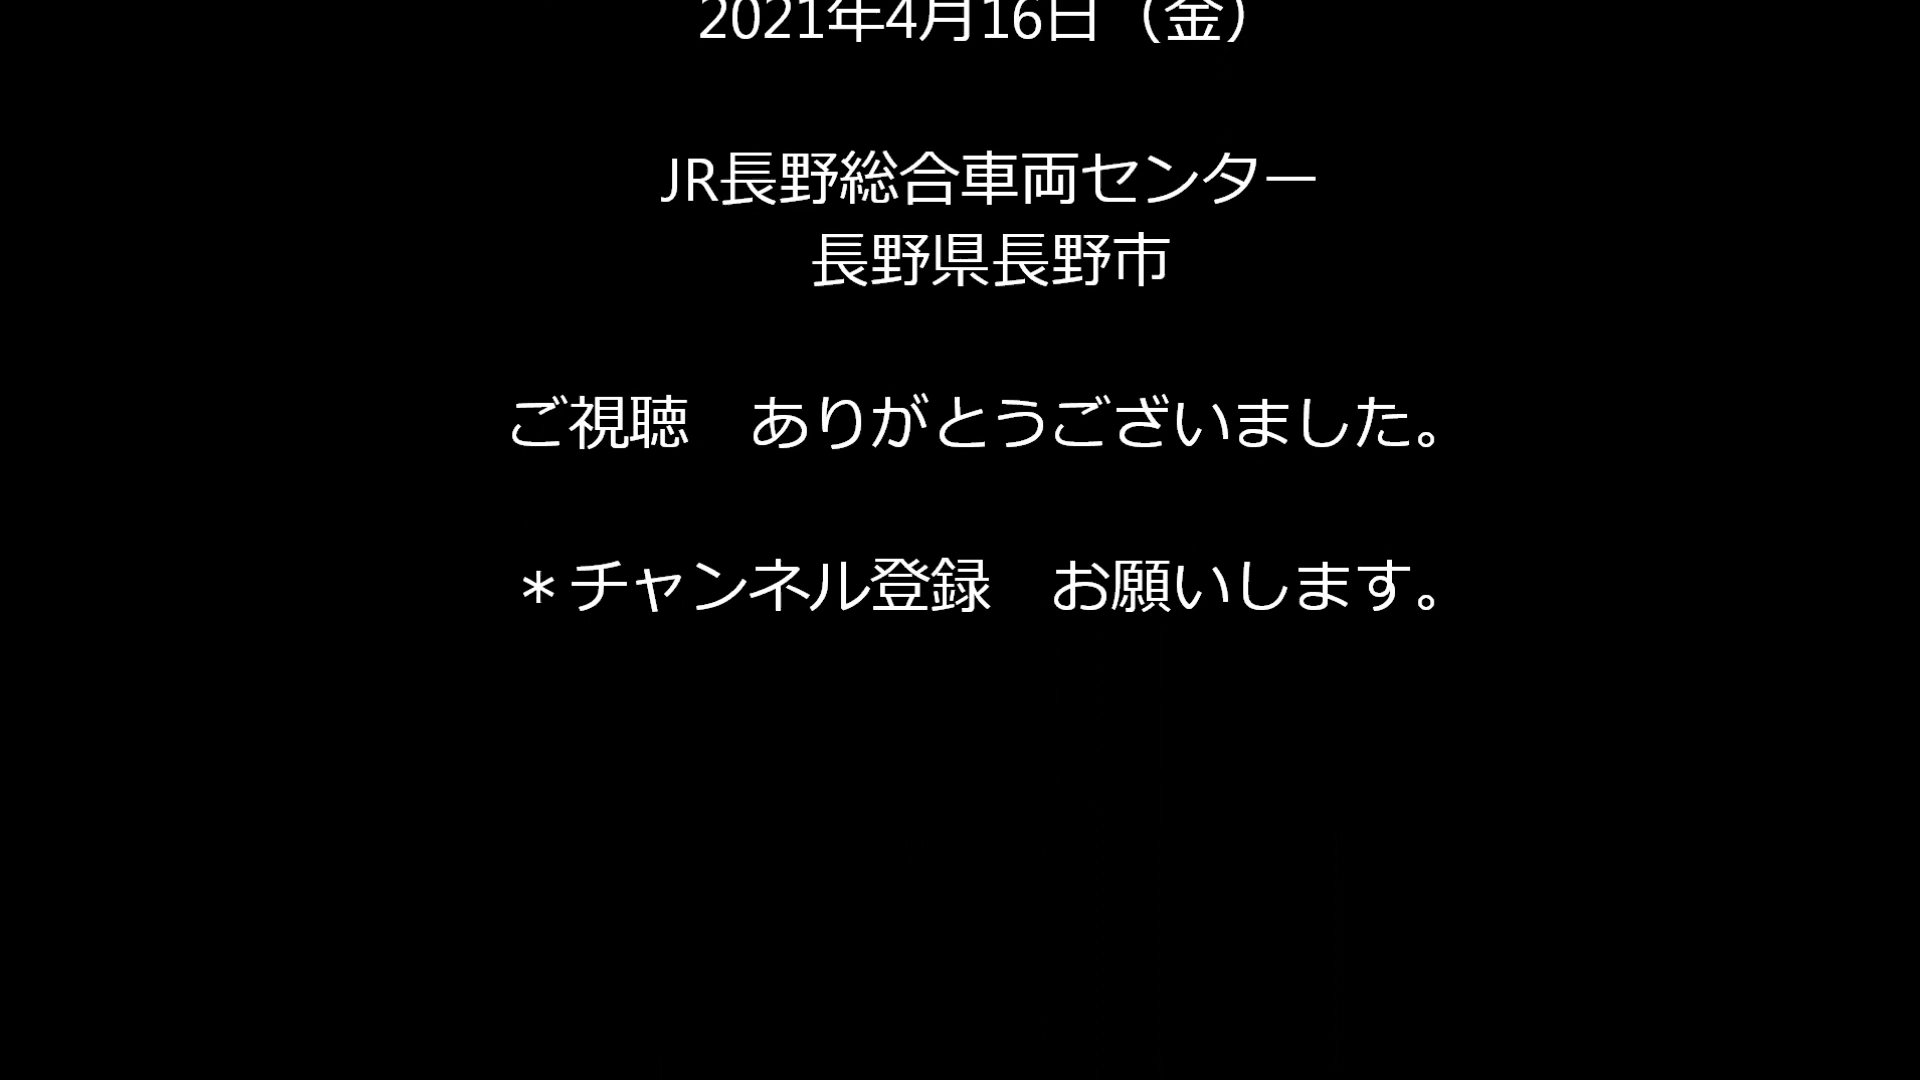 2021年4月16日（金）
JR長野総合車両センター
長野県長野市
ご視聴　ありがとうございました。
＊チャンネル登録　お願いします。